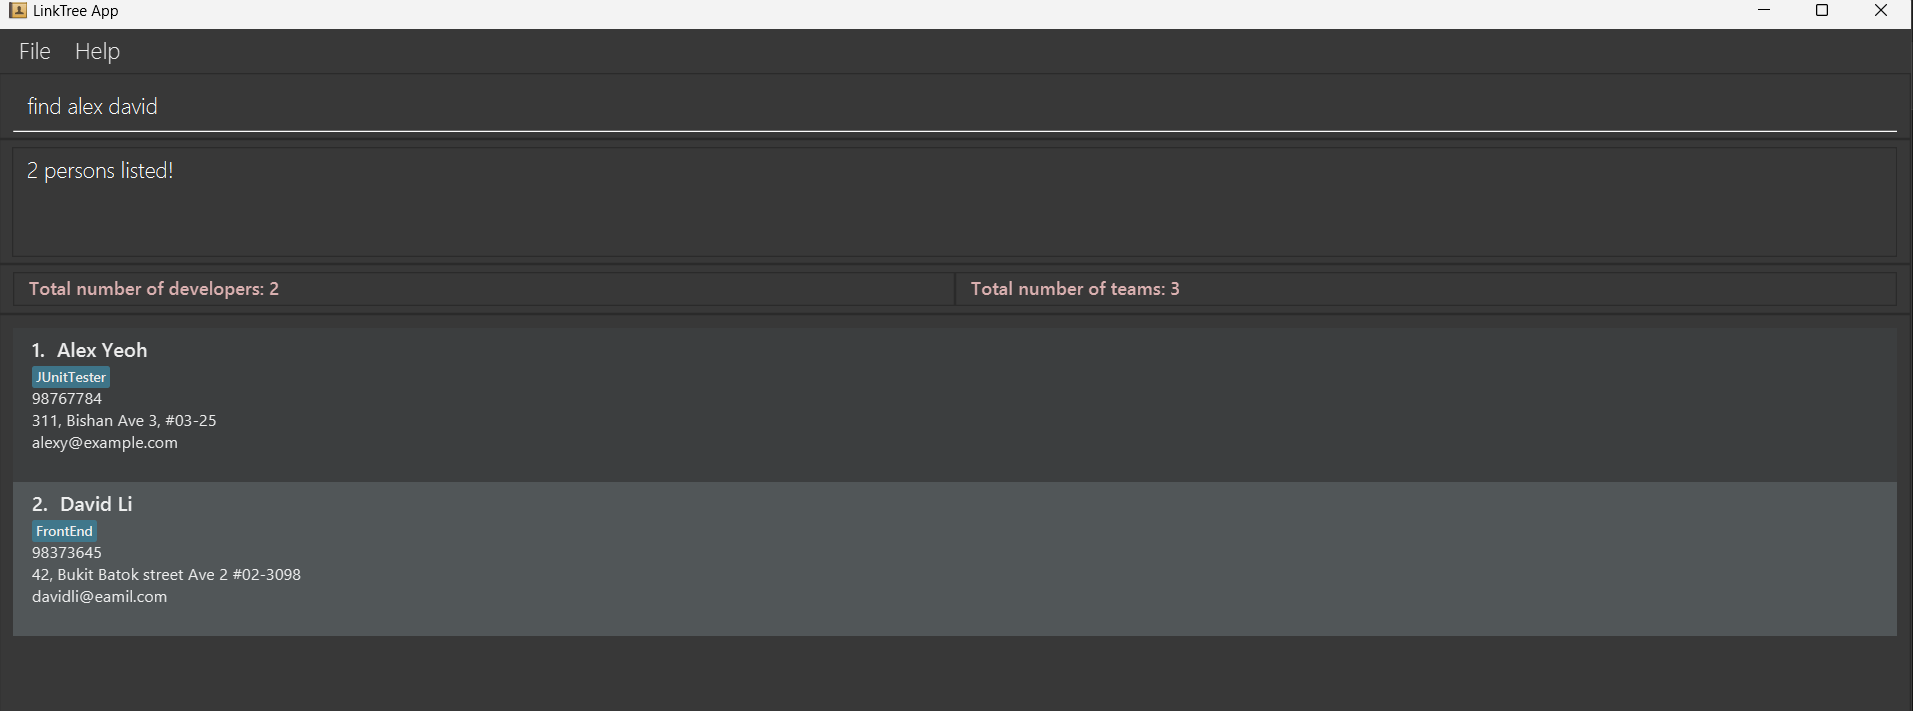 LinkTree App
File Help
find alex david
2 persons listed!
Total number of developers: 2
Total number of teams: 3
1. Alex Yeoh
JUnitTester
98767784
311, Bishan Ave 3, #03-25
alexy@example.com
2. David Li
FrontEnd
98373645
42, Bukit Batok street Ave 2 #02-3098
davidli@eamil.com